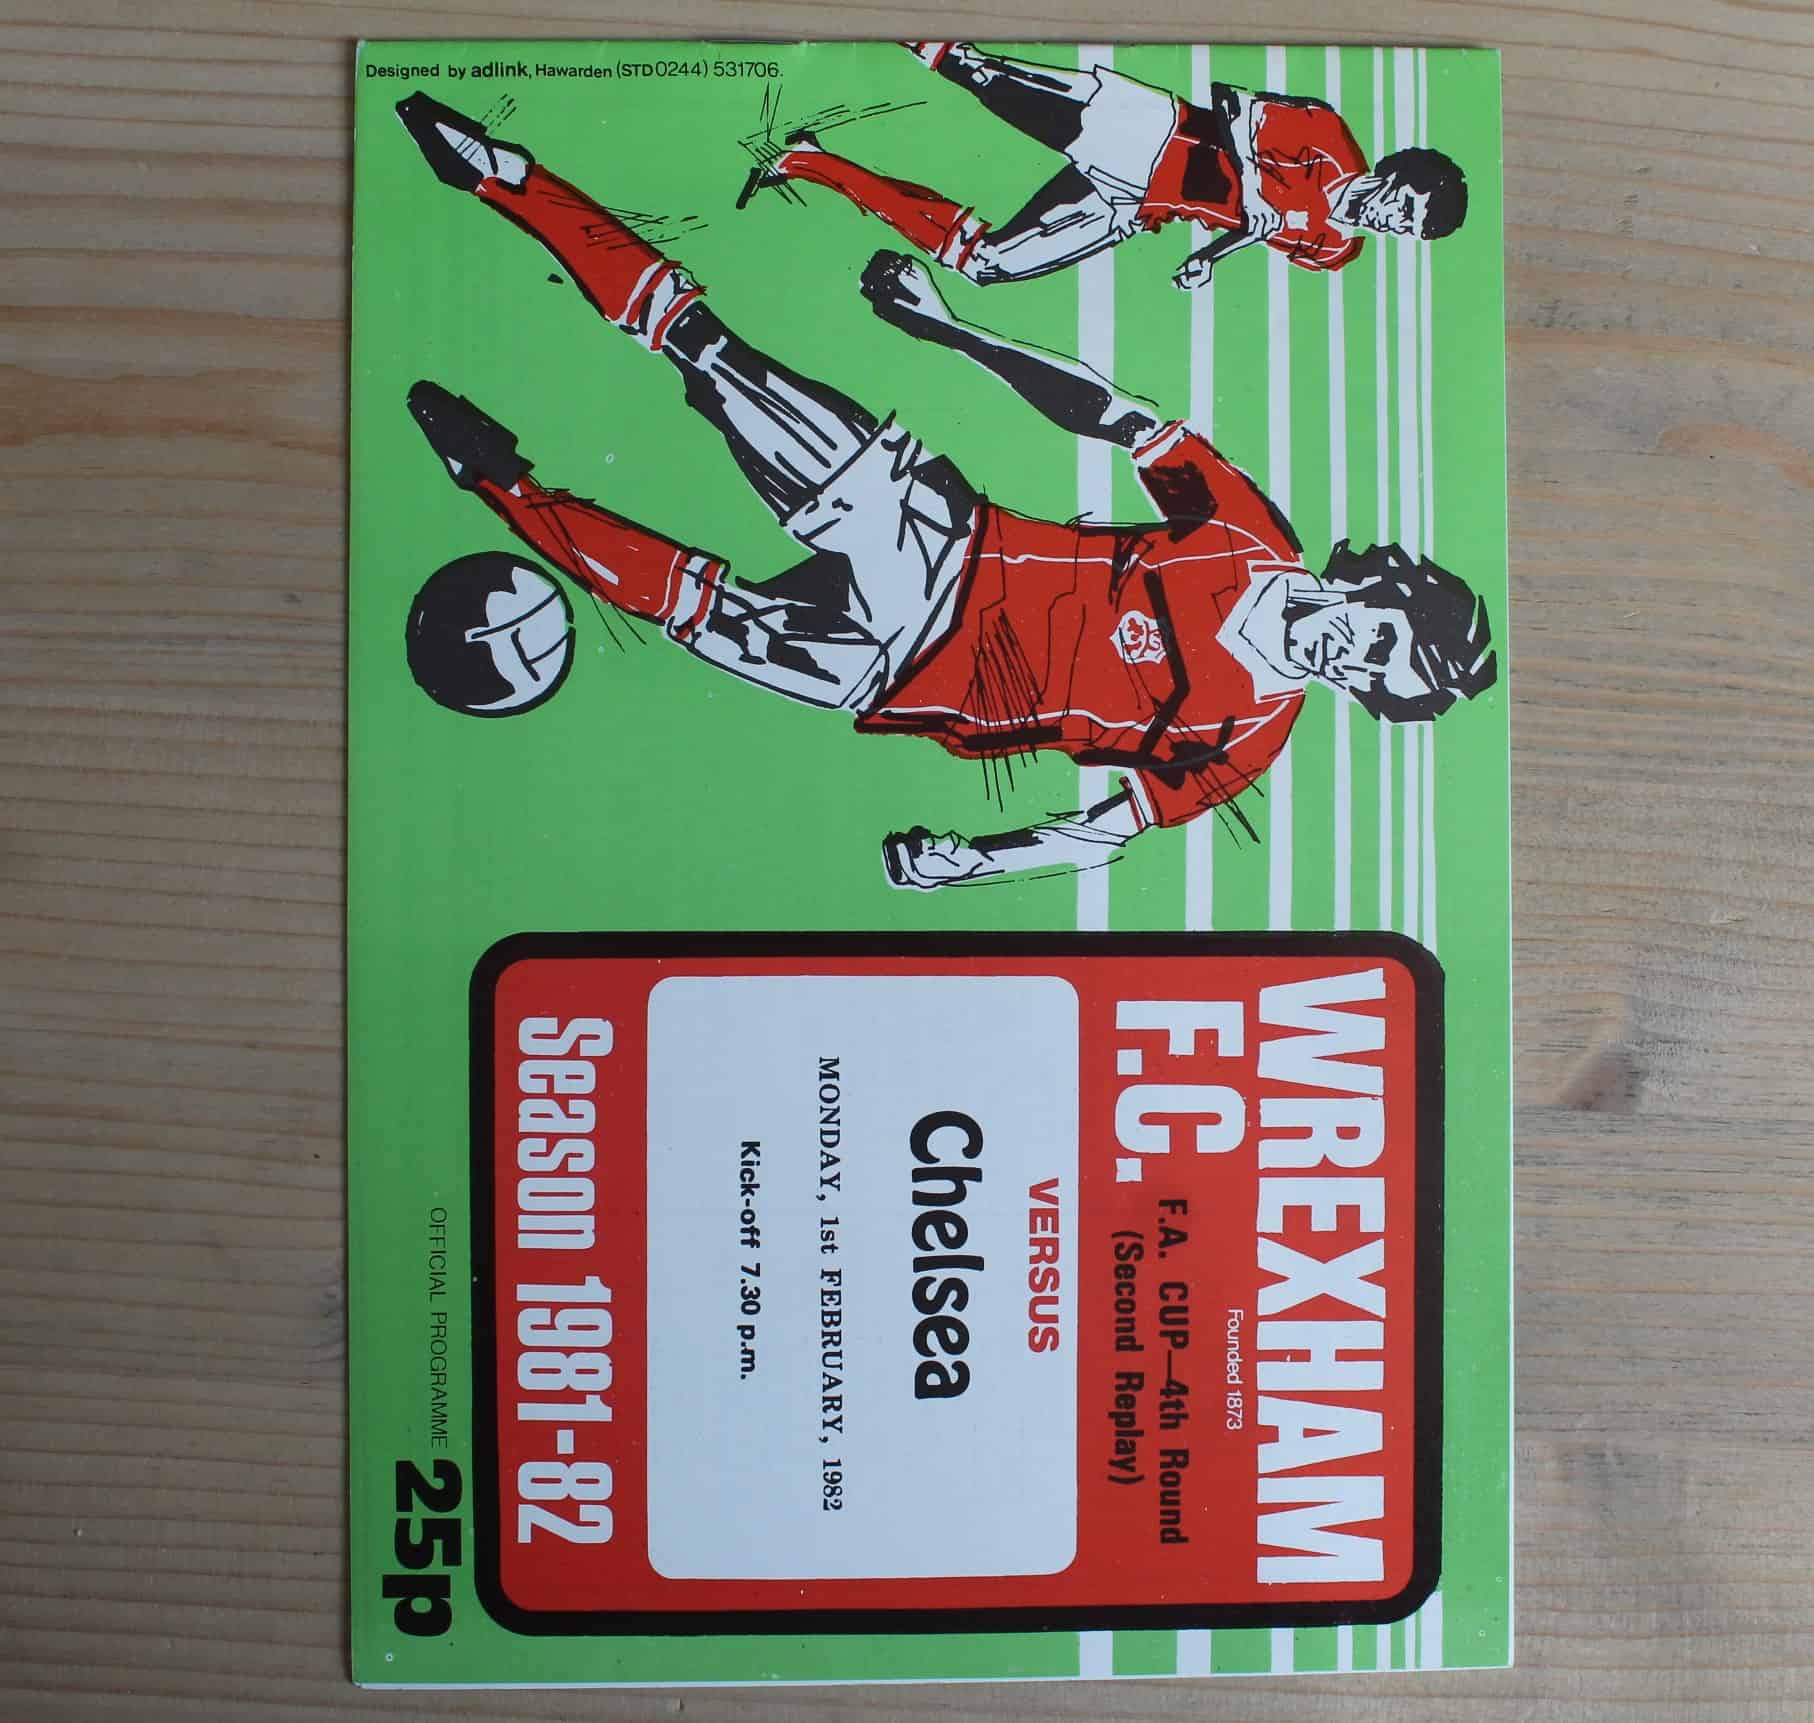 WREXHAM
F.C.
Founded 1873
F.A. CUP—4th Round
(Second Replay)
VERSUS
Chelsea
MONDAY, 1st FEBRUARY, 1982
Kick-off 7.30 p.m.
Season 1981-82
OFFICIAL PROGRAMME 25p
Designed by adlink, Hawarden (STD 0244) 531706.